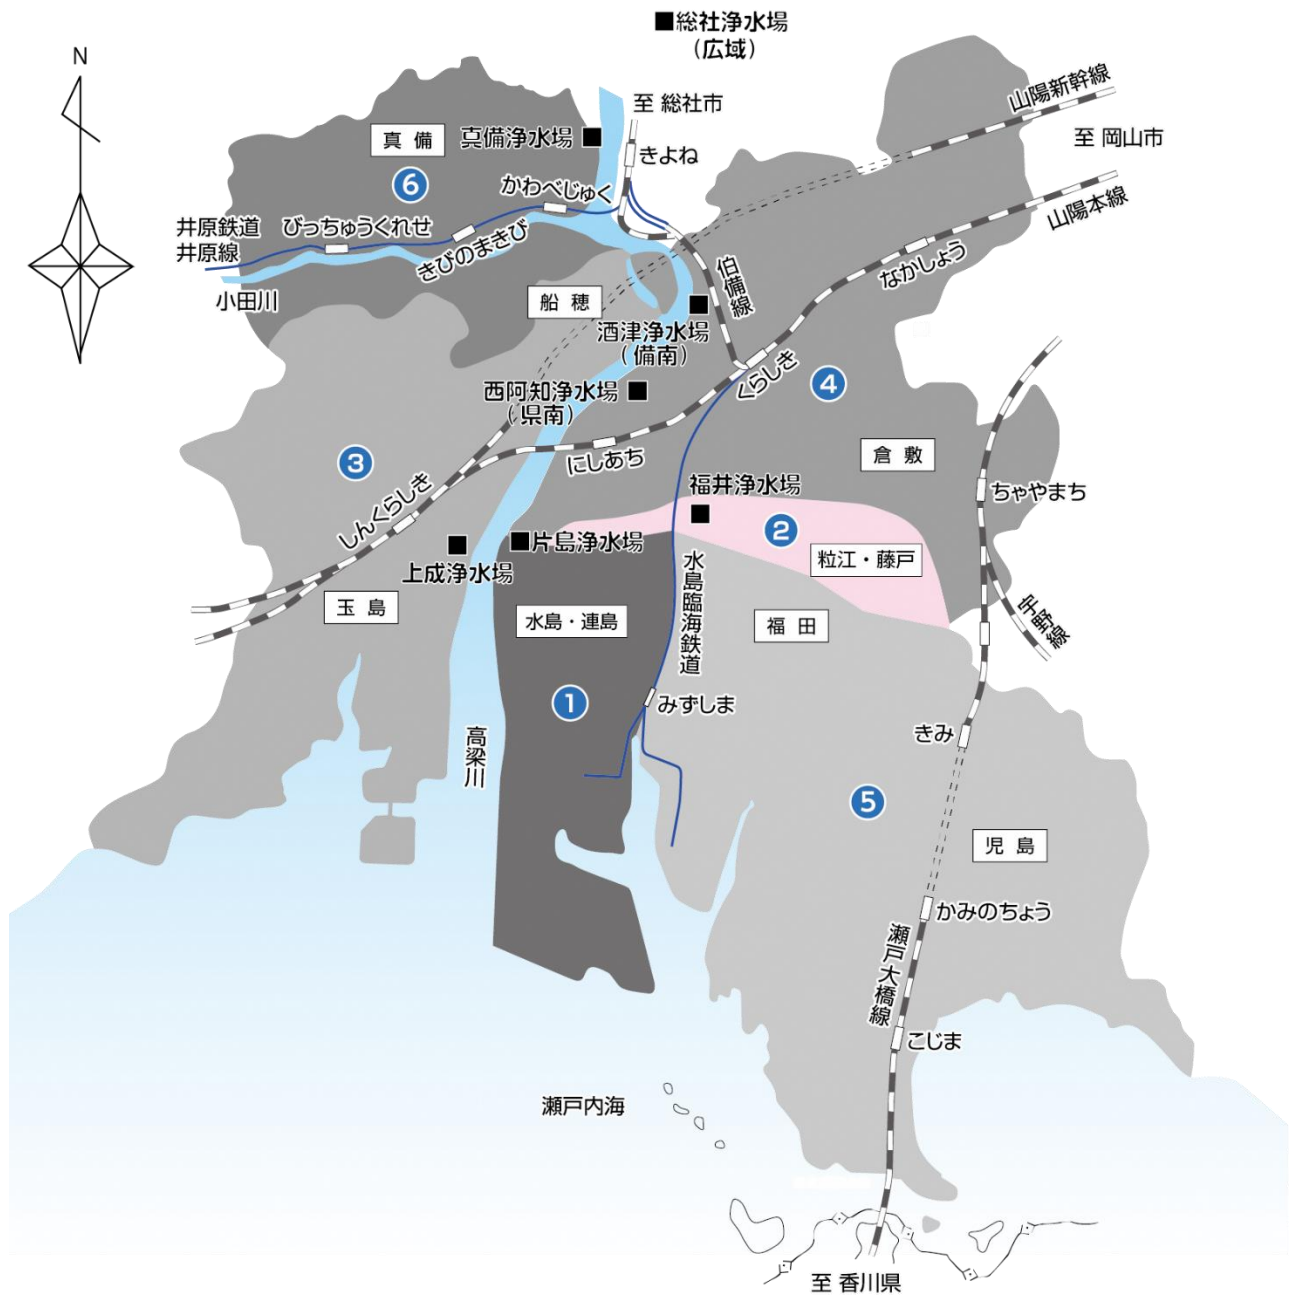 総社浄水場
(広域)
N
至 総社市
山陽新幹線
至 岡山市
真備
真備浄水場
きよね
⑥
かわべじゅく
井原鉄道
井原線
びっちゅうくれせ
きびのまきび
山陽本線
なかしょう
小田川
船穂
伯備線
酒津浄水場
(備南)
くらしき
④
西阿知浄水場
(県南)
③
にしあち
倉敷
しんくらしき
福井浄水場
ちゃやまち
②
片島浄水場
上成浄水場
粒江・藤戸
水島臨海鉄道
玉島
水島・連島
福田
宇野線
①
みずしま
きみ
高梁川
⑤
児島
かみのちょう
瀬戸大橋線
こじま
瀬戸内海
至 香川県